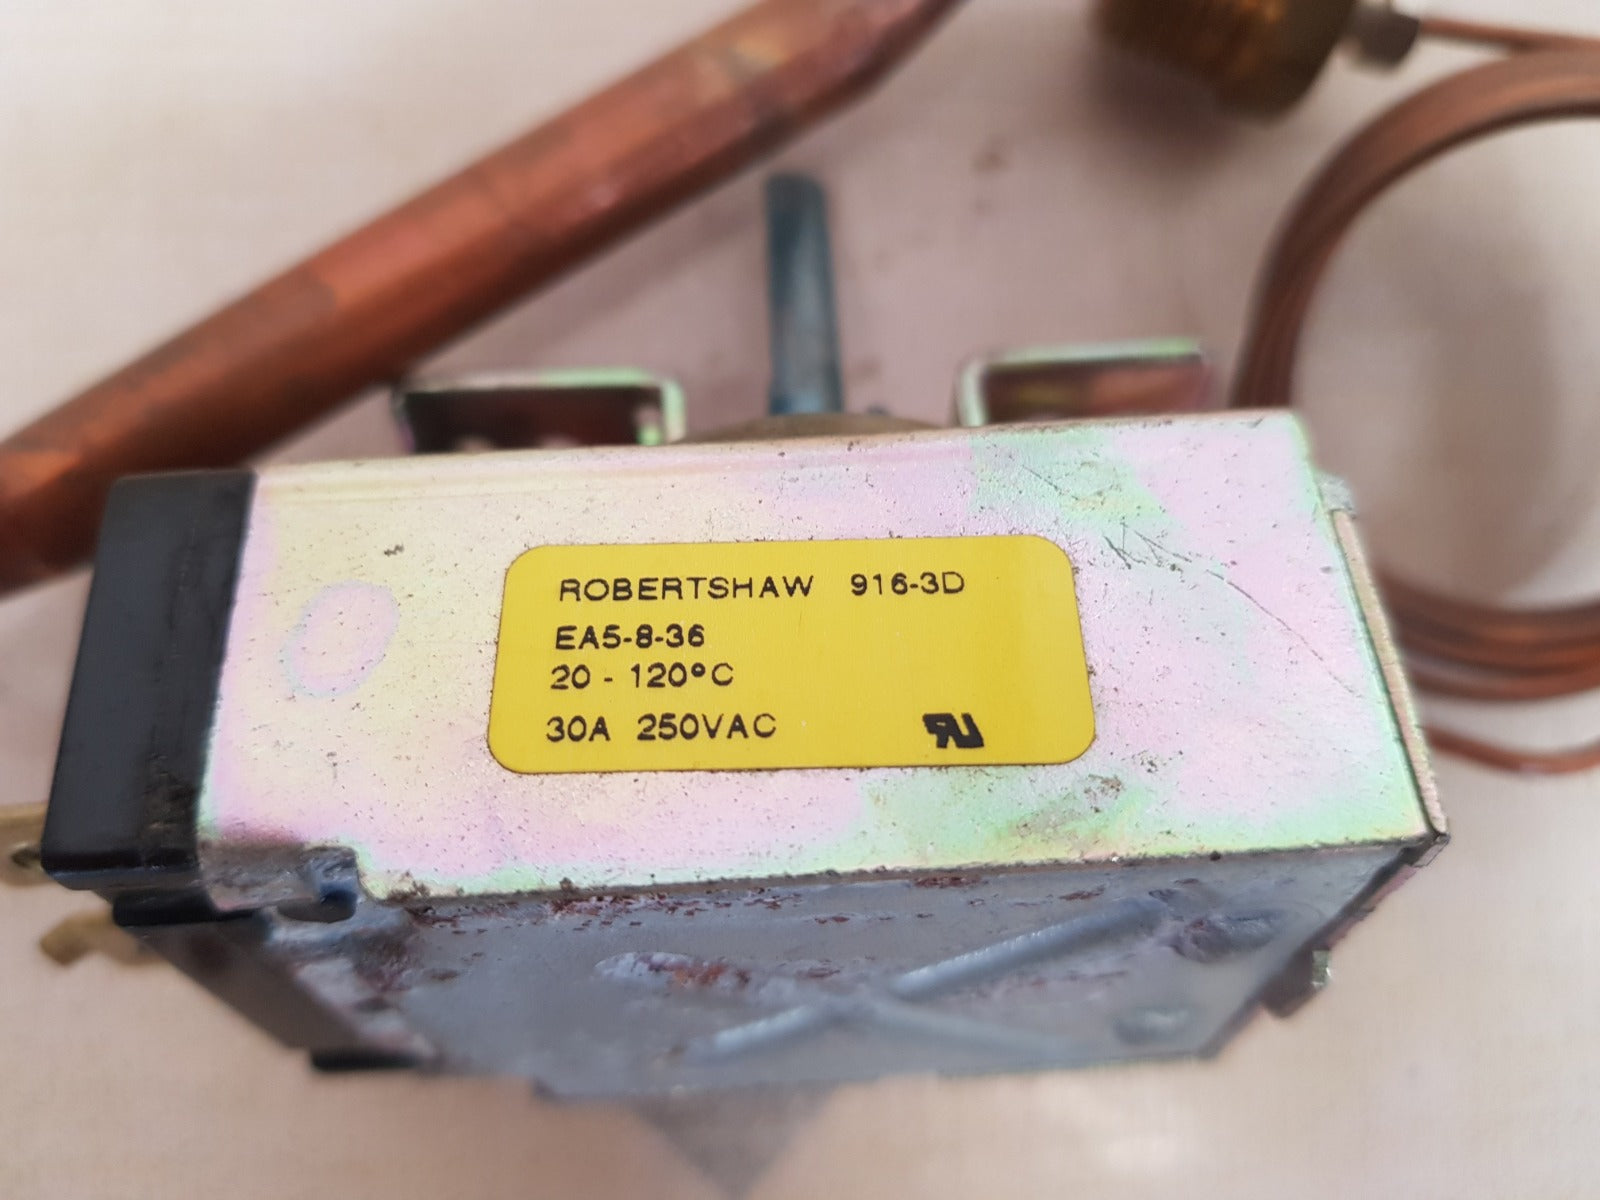 ROBERTSHAW 916-3D
EA5-8-36
20 - 120°C
30A 250VAC